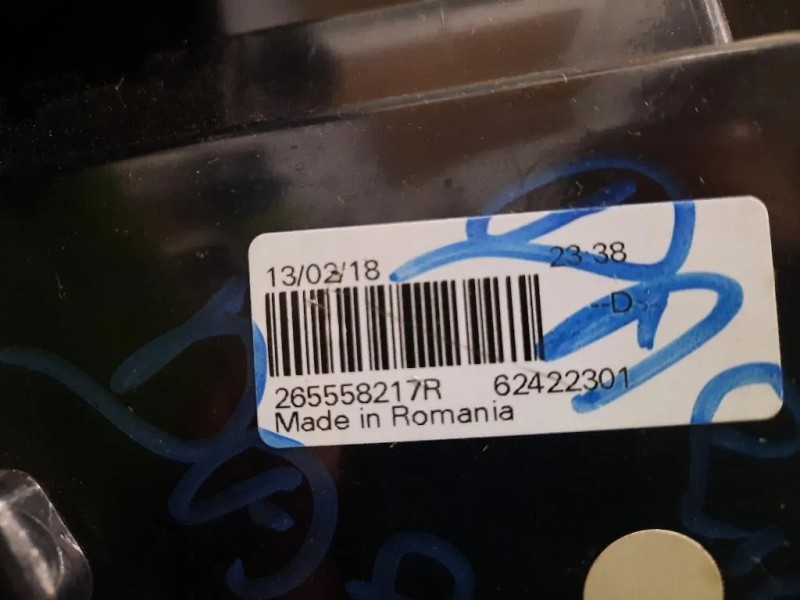 13/02/18 23-38
--D--
265558217R 62422301
Made in Romania